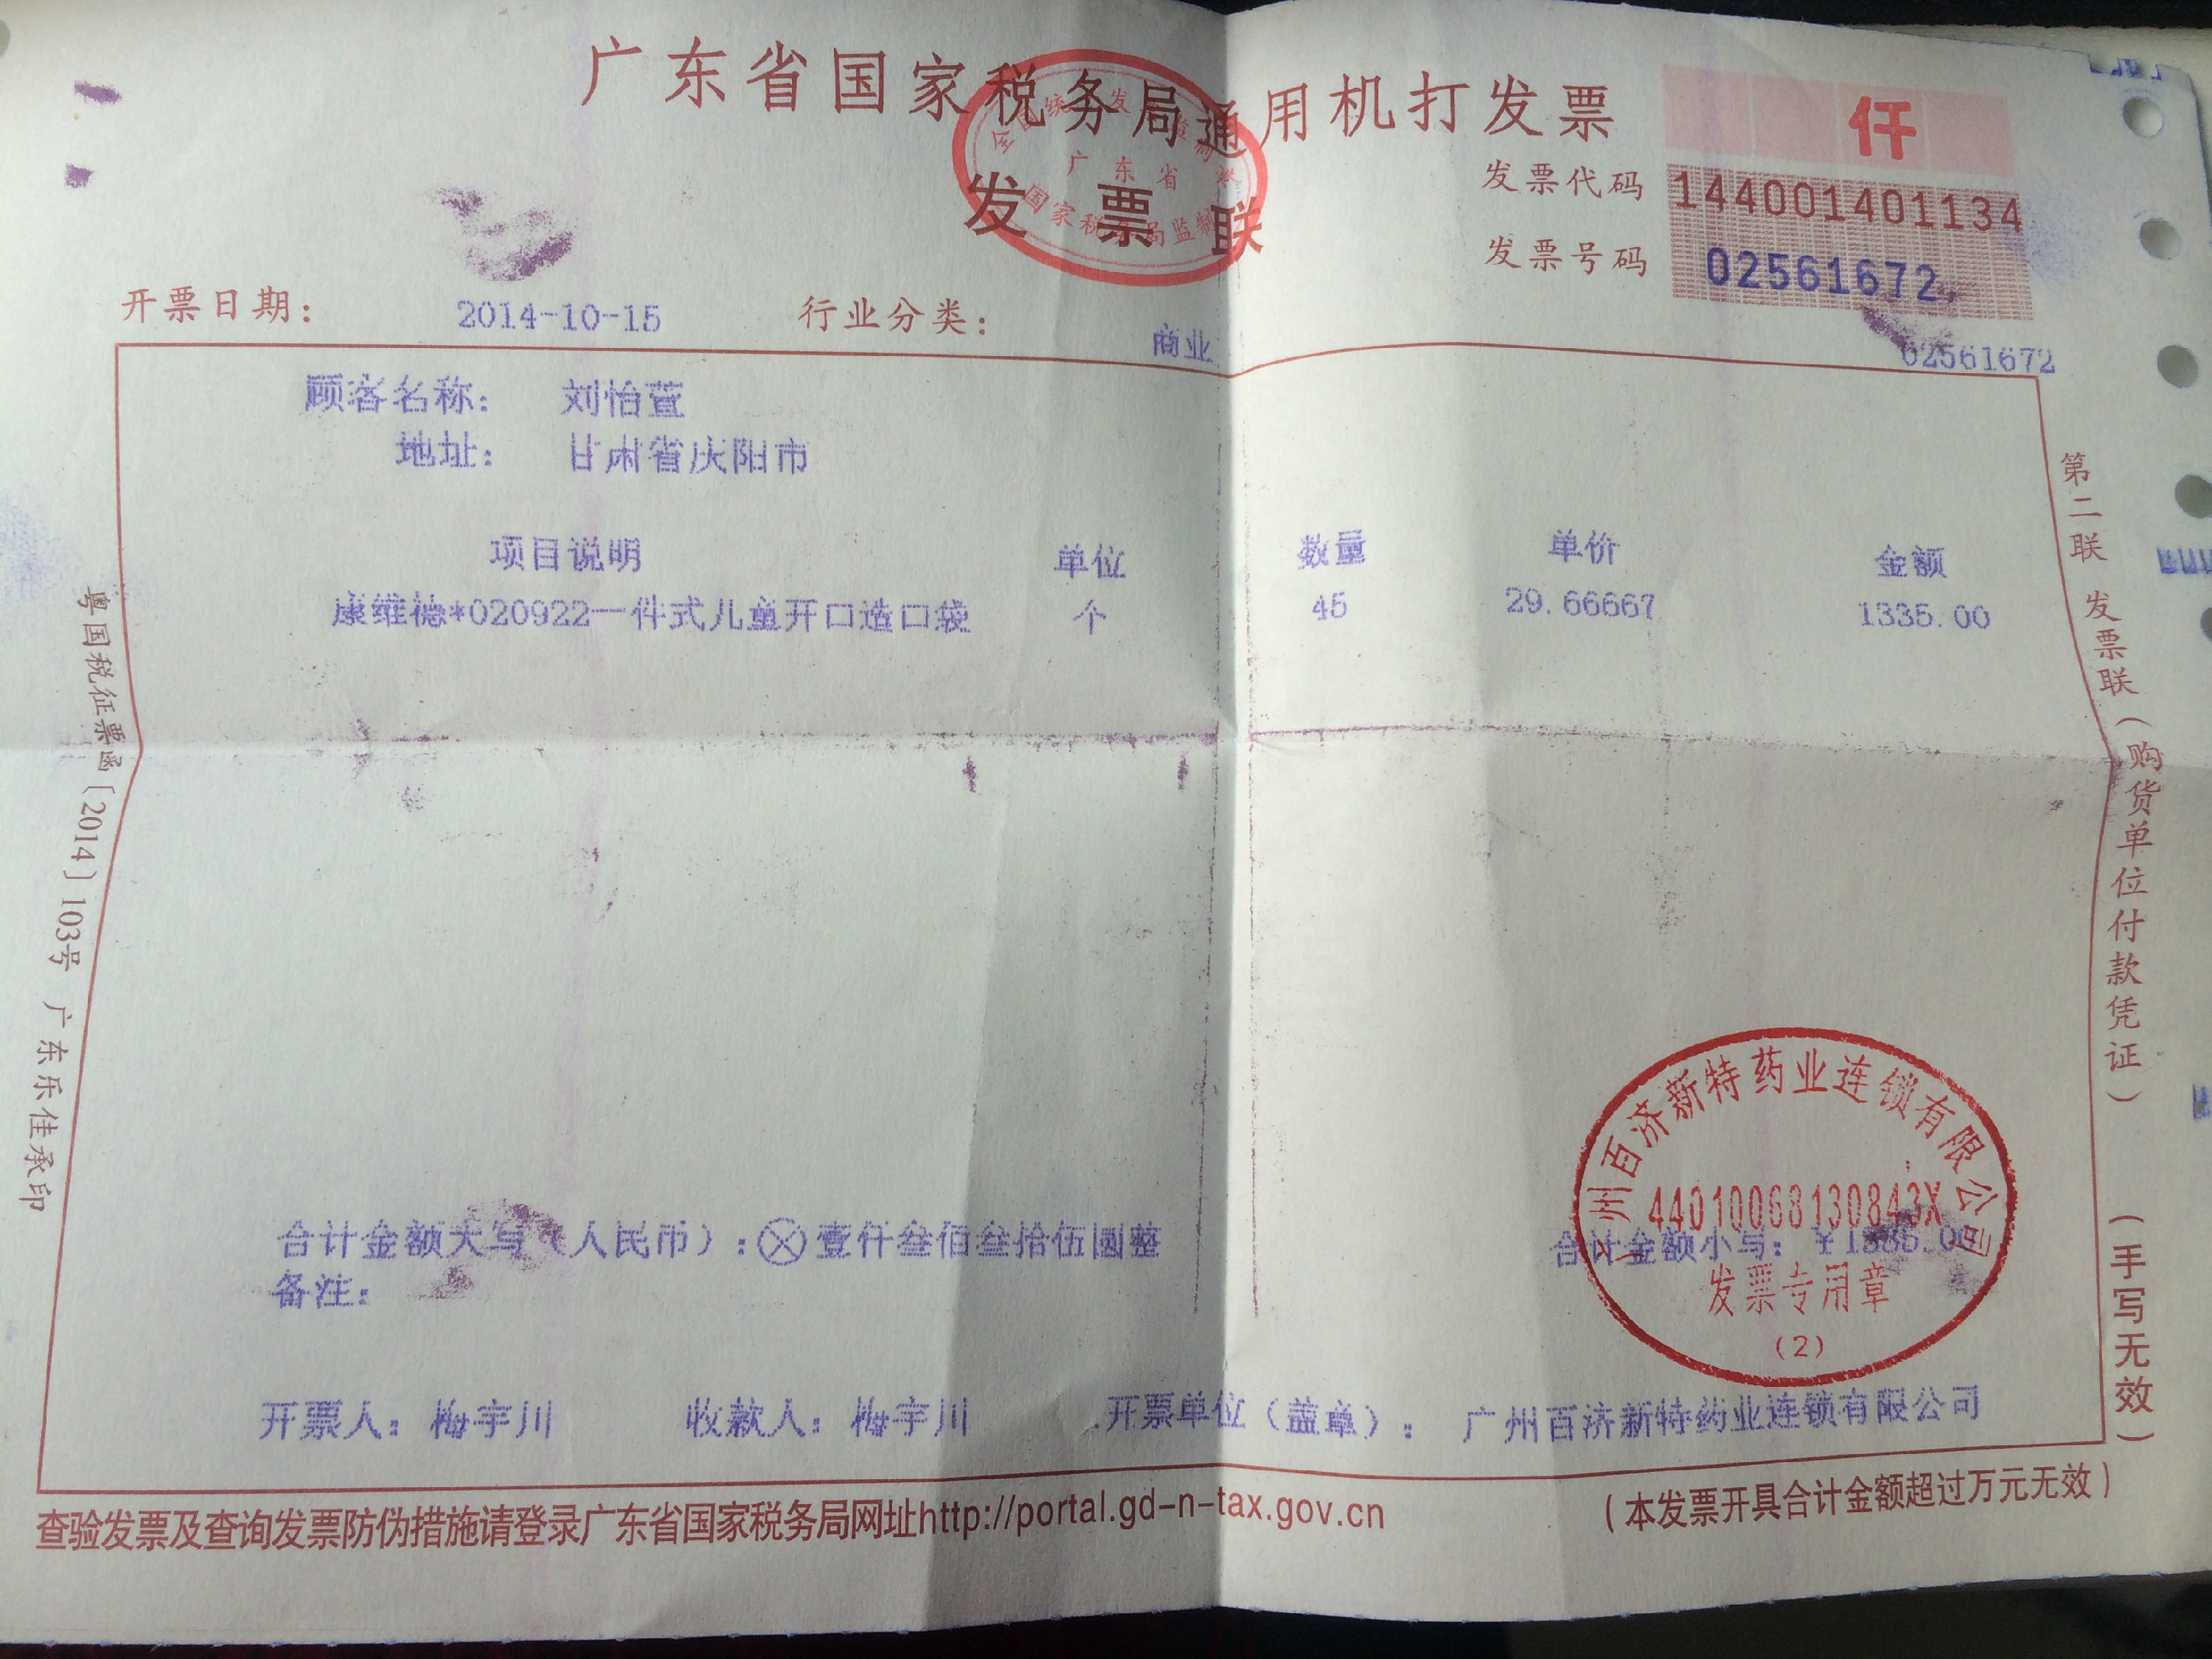 广东省国家税务局通用机打发票
仟
发票联
发票代码 144001401134
发票号码 02561672
开票日期： 2014-10-15 行业分类： 商业
02561672
顾客名称： 刘怡萱
地址： 甘肃省庆阳市
项目说明 单位 数量 单价 金额
康维德*020922一件式儿童开口造口袋 个 45 29.66667 1335.00
合计金额大写（人民币）：ⓧ壹仟叁佰叁拾伍圆整 合计金额小写：￥1335.00
备注：
开票人：梅宇川 收款人：梅宇川 开票单位（盖章）：广州百济新特药业连锁有限公司
查验发票及查询发票防伪措施请登录广东省国家税务局网址http://portal.gd-n-tax.gov.cn （本发票开具合计金额超过万元无效）
粤国税征票函〔2014〕103号 广东乐佳承印
第二联 发票联（购货单位付款凭证）（手写无效）
广东省
国家税务局监制
广州百济新特药业连锁有限公司
44010068130843X
发票专用章
（2）